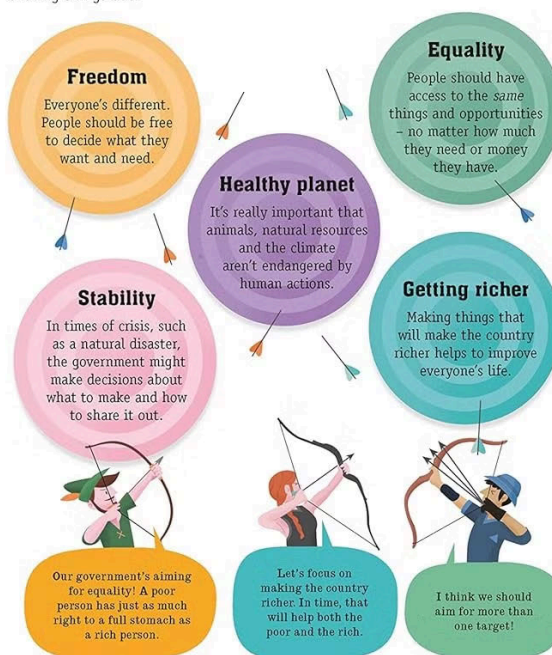 Freedom
Everyone's different.
People should be free
to decide what they
want and need.
Equality
People should have
access to the same
things and opportunities
– no matter how much
they need or money
they have.
Healthy planet
It's really important that
animals, natural resources
and the climate
aren't endangered by
human actions.
Stability
In times of crisis, such
as a natural disaster,
the government might
make decisions about
what to make and how
to share it out.
Getting richer
Making things that
will make the country
richer helps to improve
everyone's life.
Our government's aiming
for equality! A poor
person has just as much
right to a full stomach as
a rich person.
Let's focus on
making the country
richer. In time, that
will help both the
poor and the rich.
I think we should
aim for more than
one target!